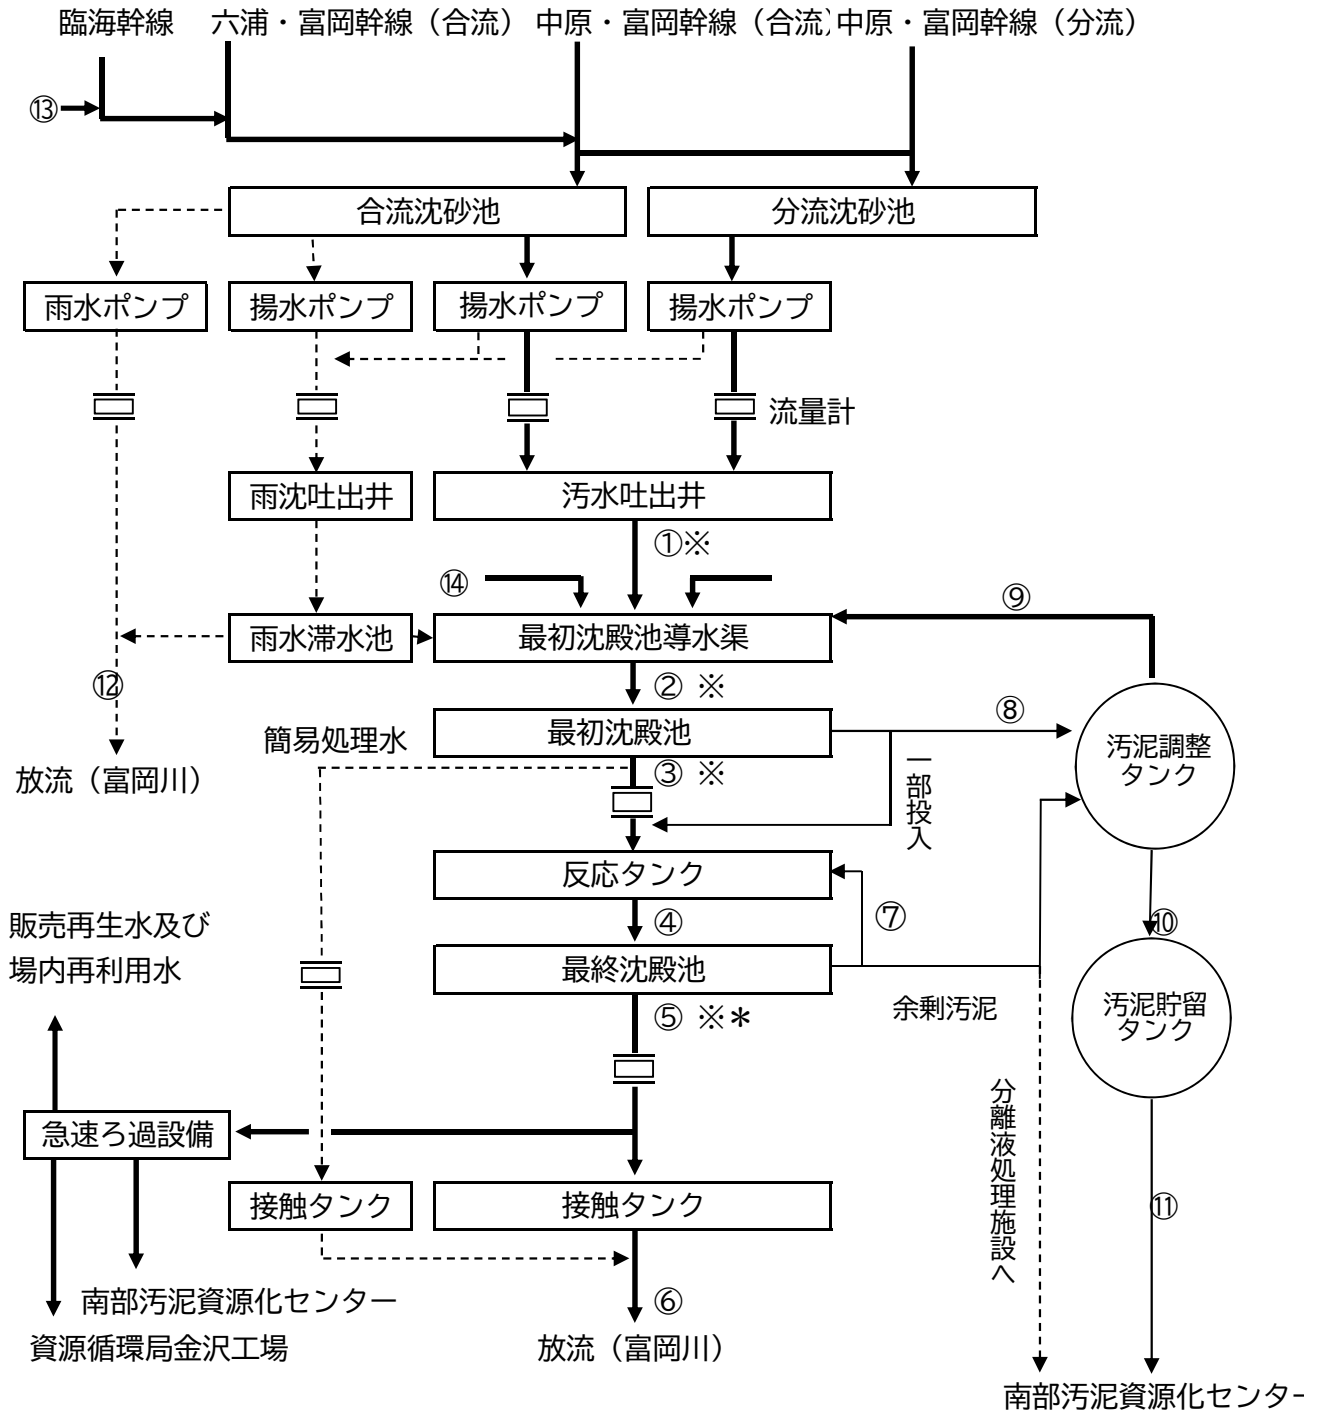 臨海幹線
六浦・富岡幹線（合流）
中原・富岡幹線（合流）
中原・富岡幹線（分流）
⑬
合流沈砂池
分流沈砂池
雨水ポンプ
揚水ポンプ
揚水ポンプ
揚水ポンプ
流量計
雨沈吐出井
汚水吐出井
①※
⑭
⑨
雨水滞水池
最初沈殿池導水渠
⑫
② ※
⑧
簡易処理水
最初沈殿池
汚泥調整
タンク
放流（富岡川）
③ ※
一部投入
反応タンク
販売再生水及び
場内再利用水
④
⑦
⑩
最終沈殿池
余剰汚泥
汚泥貯留
タンク
⑤ ※＊
急速ろ過設備
分離液処理施設へ
接触タンク
接触タンク
⑪
南部汚泥資源化センター
⑥
資源循環局金沢工場
放流（富岡川）
南部汚泥資源化センター